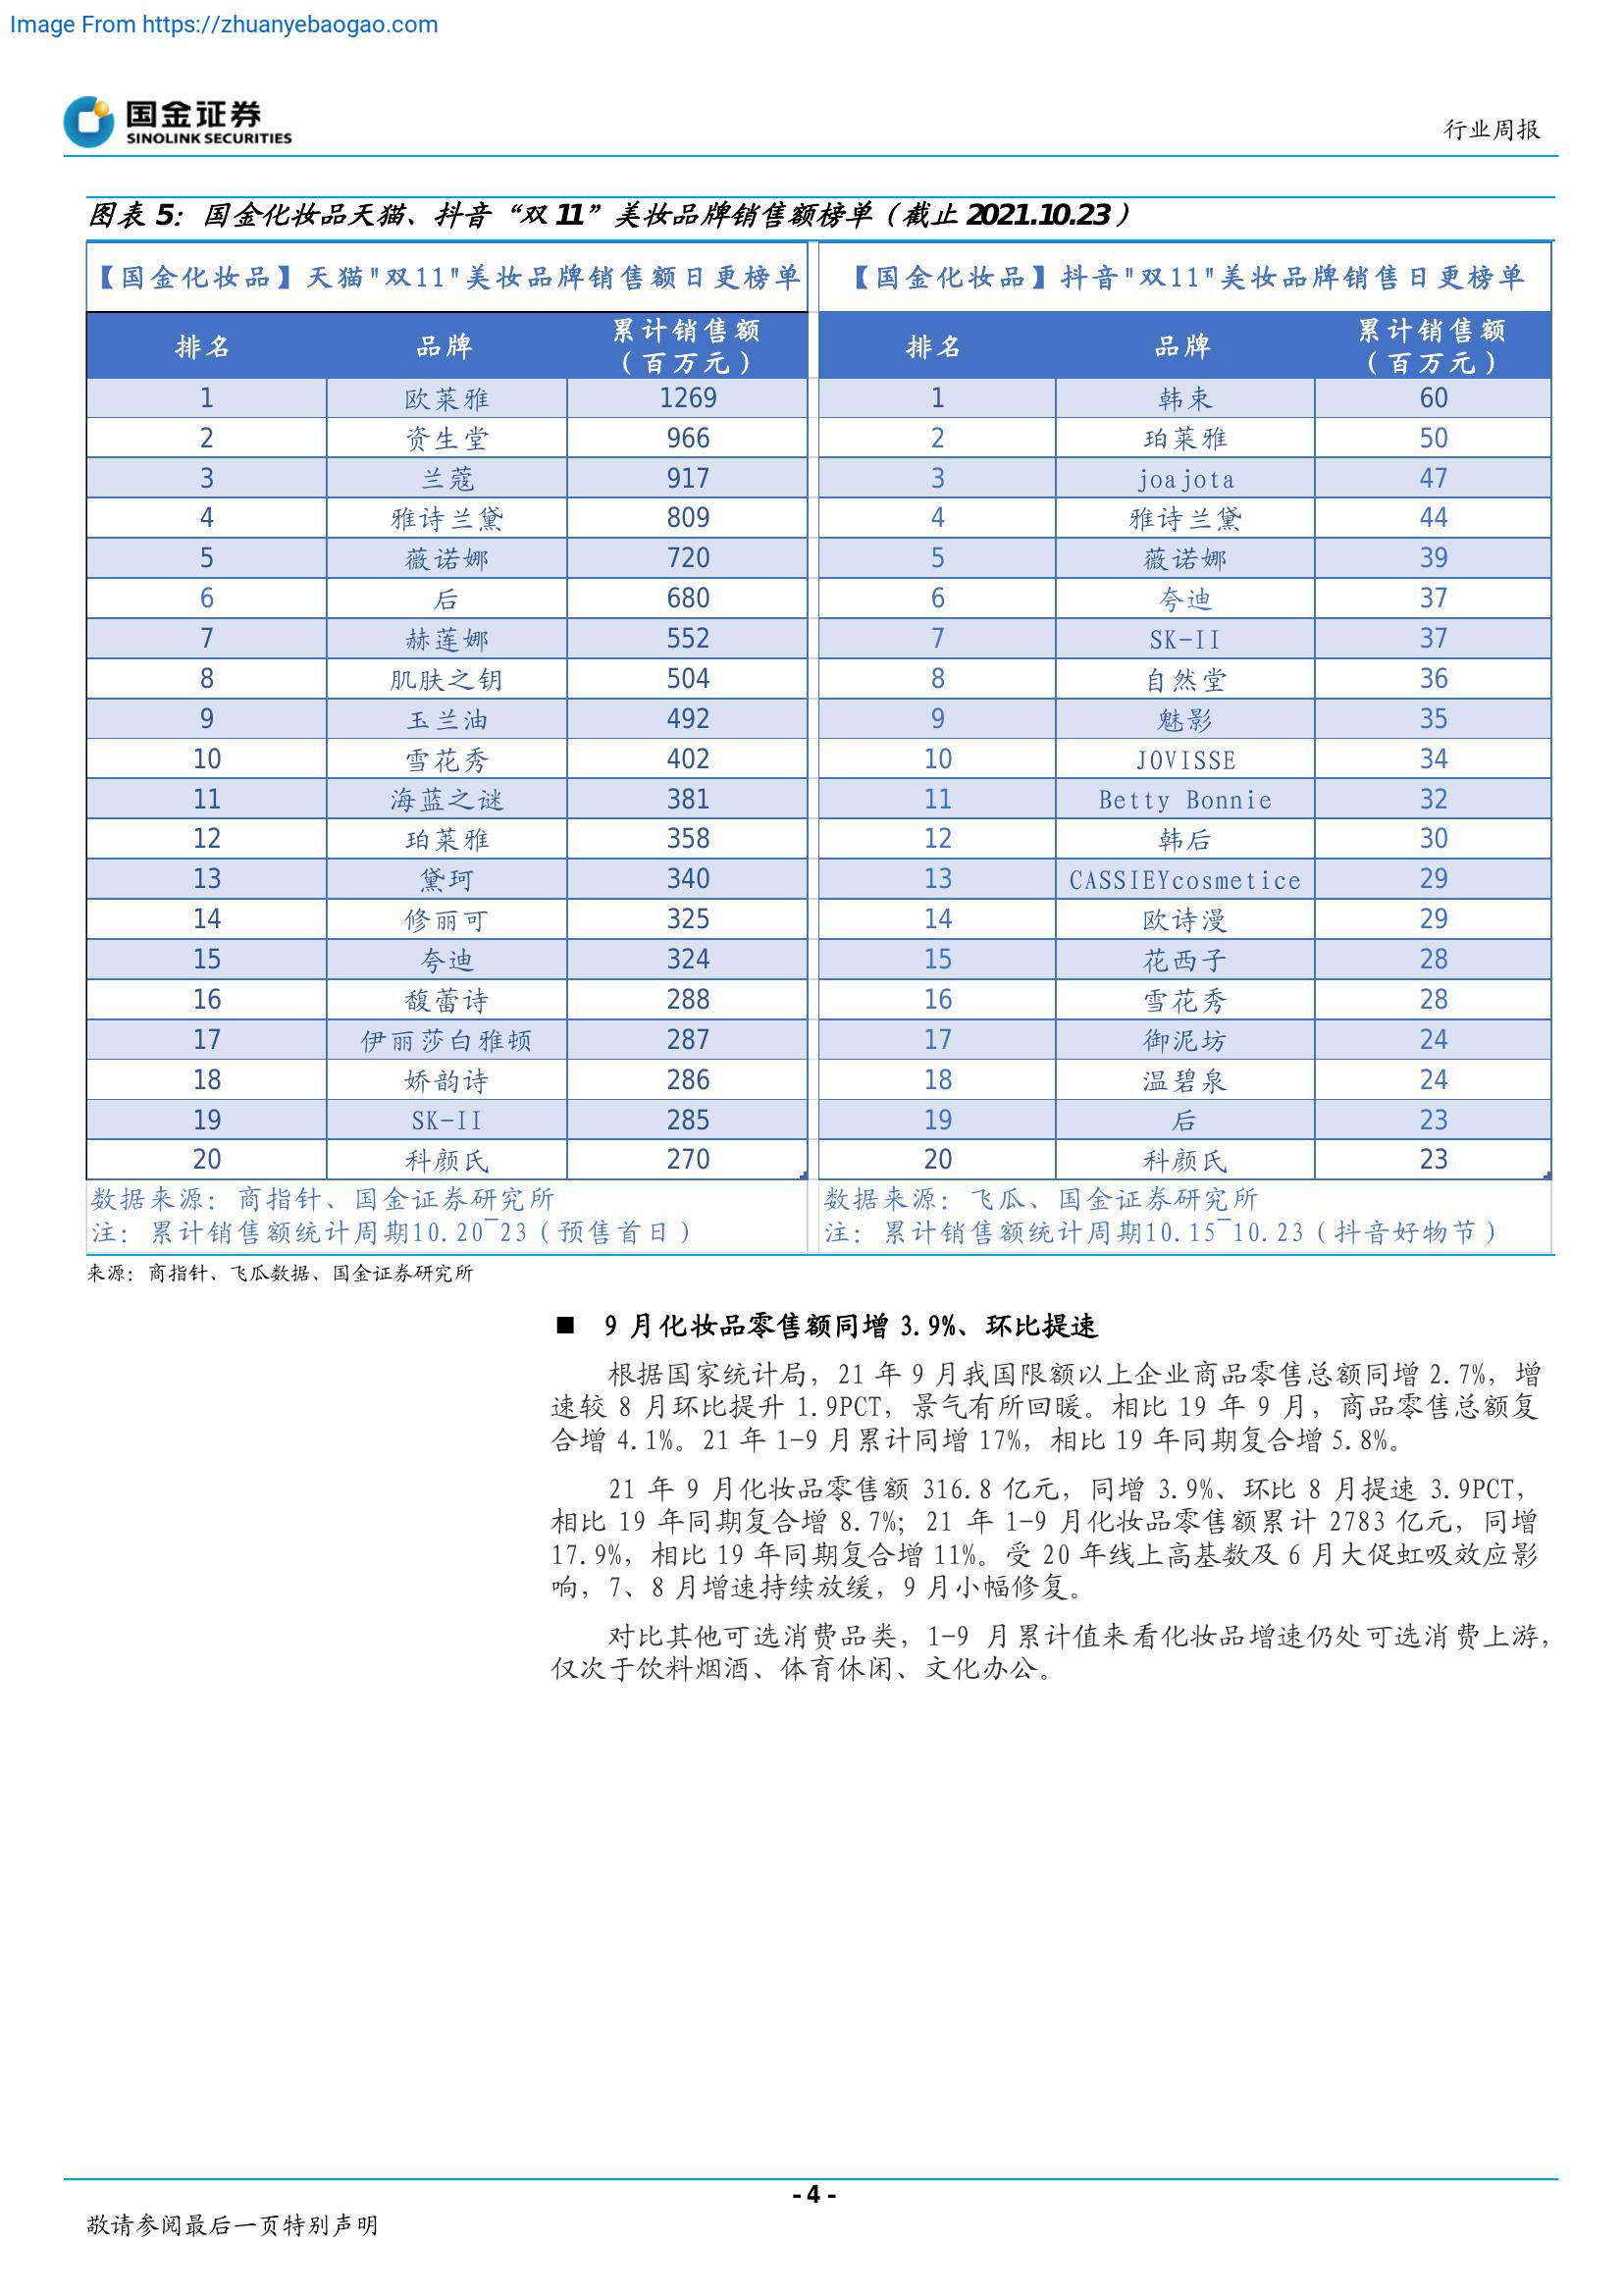 Image From https://zhuanyebaogao.com
国金证券
SINOLINK SECURITIES
行业周报
图表 5：国金化妆品天猫、抖音“双 11”美妆品牌销售额榜单（截止 2021.10.23）
【国金化妆品】天猫"双11"美妆品牌销售额日更榜单
排名 品牌 累计销售额（百万元）
1 欧莱雅 1269
2 资生堂 966
3 兰蔻 917
4 雅诗兰黛 809
5 薇诺娜 720
6 后 680
7 赫莲娜 552
8 肌肤之钥 504
9 玉兰油 492
10 雪花秀 402
11 海蓝之谜 381
12 珀莱雅 358
13 黛珂 340
14 修丽可 325
15 夸迪 324
16 馥蕾诗 288
17 伊丽莎白雅顿 287
18 娇韵诗 286
19 SK-II 285
20 科颜氏 270
数据来源：商指针、国金证券研究所
注：累计销售额统计周期10.20~23（预售首日）
【国金化妆品】抖音"双11"美妆品牌销售日更榜单
排名 品牌 累计销售额（百万元）
1 韩束 60
2 珀莱雅 50
3 joajota 47
4 雅诗兰黛 44
5 薇诺娜 39
6 夸迪 37
7 SK-II 37
8 自然堂 36
9 魅影 35
10 JOVISSE 34
11 Betty Bonnie 32
12 韩后 30
13 CASSIEYcosmetice 29
14 欧诗漫 29
15 花西子 28
16 雪花秀 28
17 御泥坊 24
18 温碧泉 24
19 后 23
20 科颜氏 23
数据来源：飞瓜、国金证券研究所
注：累计销售额统计周期10.15~10.23（抖音好物节）
来源：商指针、飞瓜数据、国金证券研究所
■ 9 月化妆品零售额同增 3.9%、环比提速
根据国家统计局，21 年 9 月我国限额以上企业商品零售总额同增 2.7%，增
速较 8 月环比提升 1.9PCT，景气有所回暖。相比 19 年 9 月，商品零售总额复
合增 4.1%。21 年 1-9 月累计同增 17%，相比 19 年同期复合增 5.8%。
21 年 9 月化妆品零售额 316.8 亿元，同增 3.9%、环比 8 月提速 3.9PCT，
相比 19 年同期复合增 8.7%；21 年 1-9 月化妆品零售额累计 2783 亿元，同增
17.9%，相比 19 年同期复合增 11%。受 20 年线上高基数及 6 月大促虹吸效应影
响，7、8 月增速持续放缓，9 月小幅修复。
对比其他可选消费品类，1-9 月累计值来看化妆品增速仍处可选消费上游，
仅次于饮料烟酒、体育休闲、文化办公。
- 4 -
敬请参阅最后一页特别声明